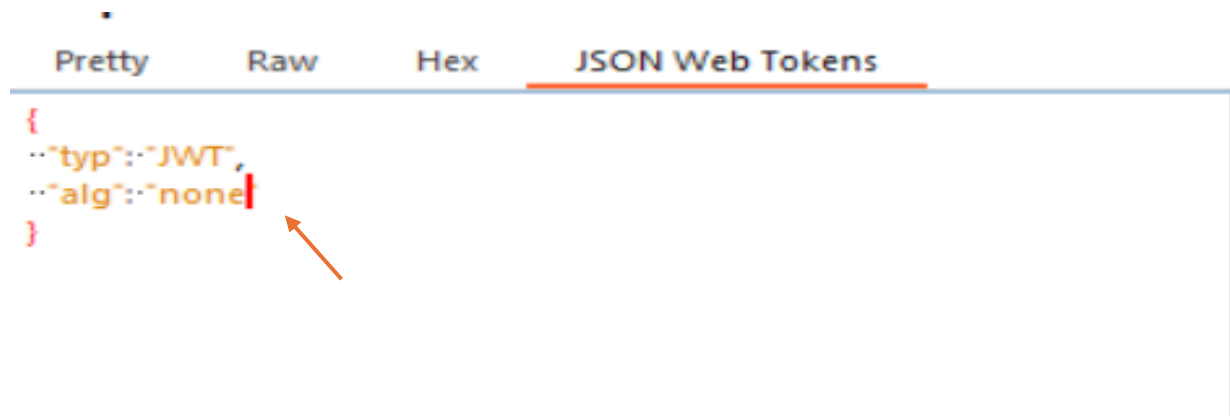 Pretty Raw Hex JSON Web Tokens
{
··"typ":·"JWT",
··"alg":·"none"
}